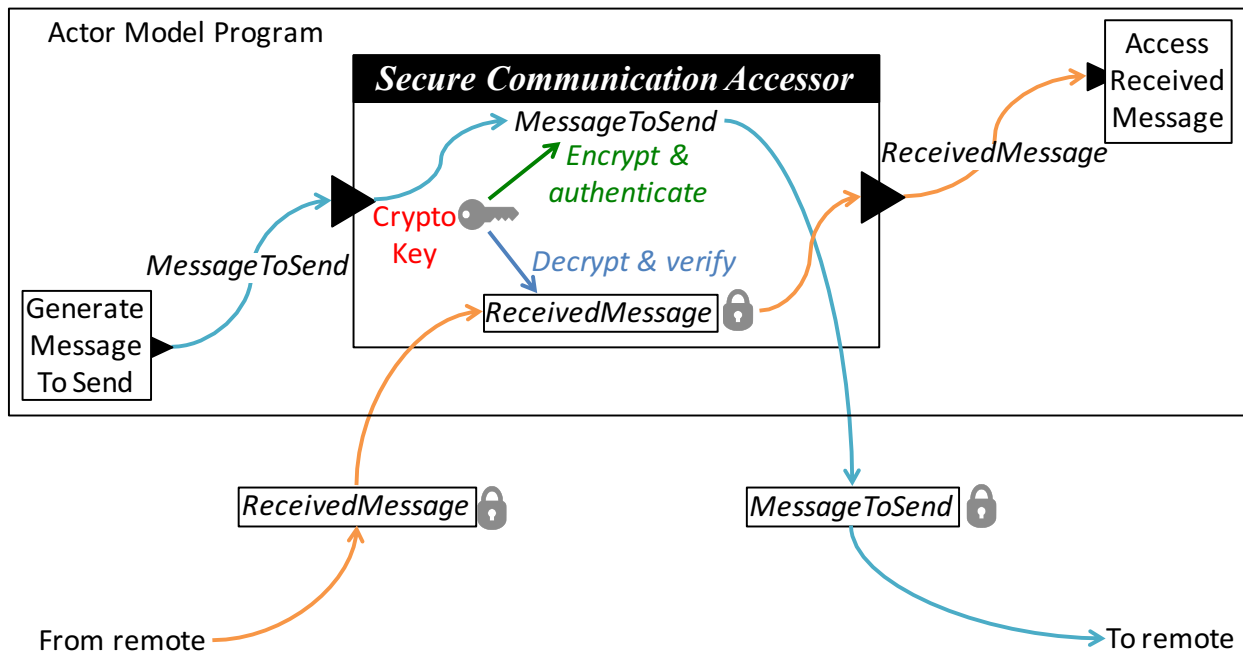 Actor Model Program
Access
Received
Message
Secure Communication Accessor
MessageToSend
Encrypt &
authenticate
ReceivedMessage
Crypto
Key
MessageToSend
Decrypt & verify
Generate
Message
To Send
ReceivedMessage
ReceivedMessage
MessageToSend
From remote
To remote